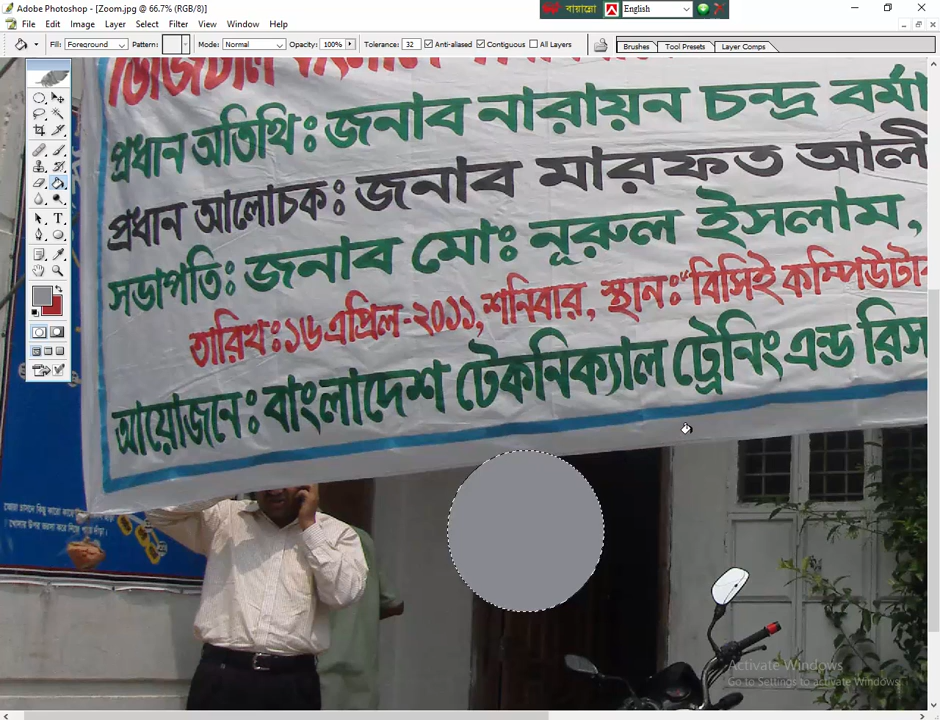 Adobe Photoshop - [Zoom.jpg @ 66.7% (RGB/8)]
বায়ান্নো English
File Edit Image Layer Select Filter View Window Help
Fill: Foreground Pattern: Mode: Normal Opacity: 100% Tolerance: 32 Anti-aliased Contiguous All Layers Brushes Tool Presets Layer Comps
প্রধান অতিথি: জনাব নারায়ন চন্দ্র বর্মা
প্রধান আলোচক: জনাব মারফত আলী
সভাপতি: জনাব মো: নূরুল ইসলাম,
তারিখ:১৬এপ্রিল-২০১১, শনিবার, স্থান:"বিসিই কম্পিউটার
আয়োজনে: বাংলাদেশ টেকনিক্যাল ট্রেনিং এন্ড রিস
Activate Windows
Go to Settings to activate Windows.